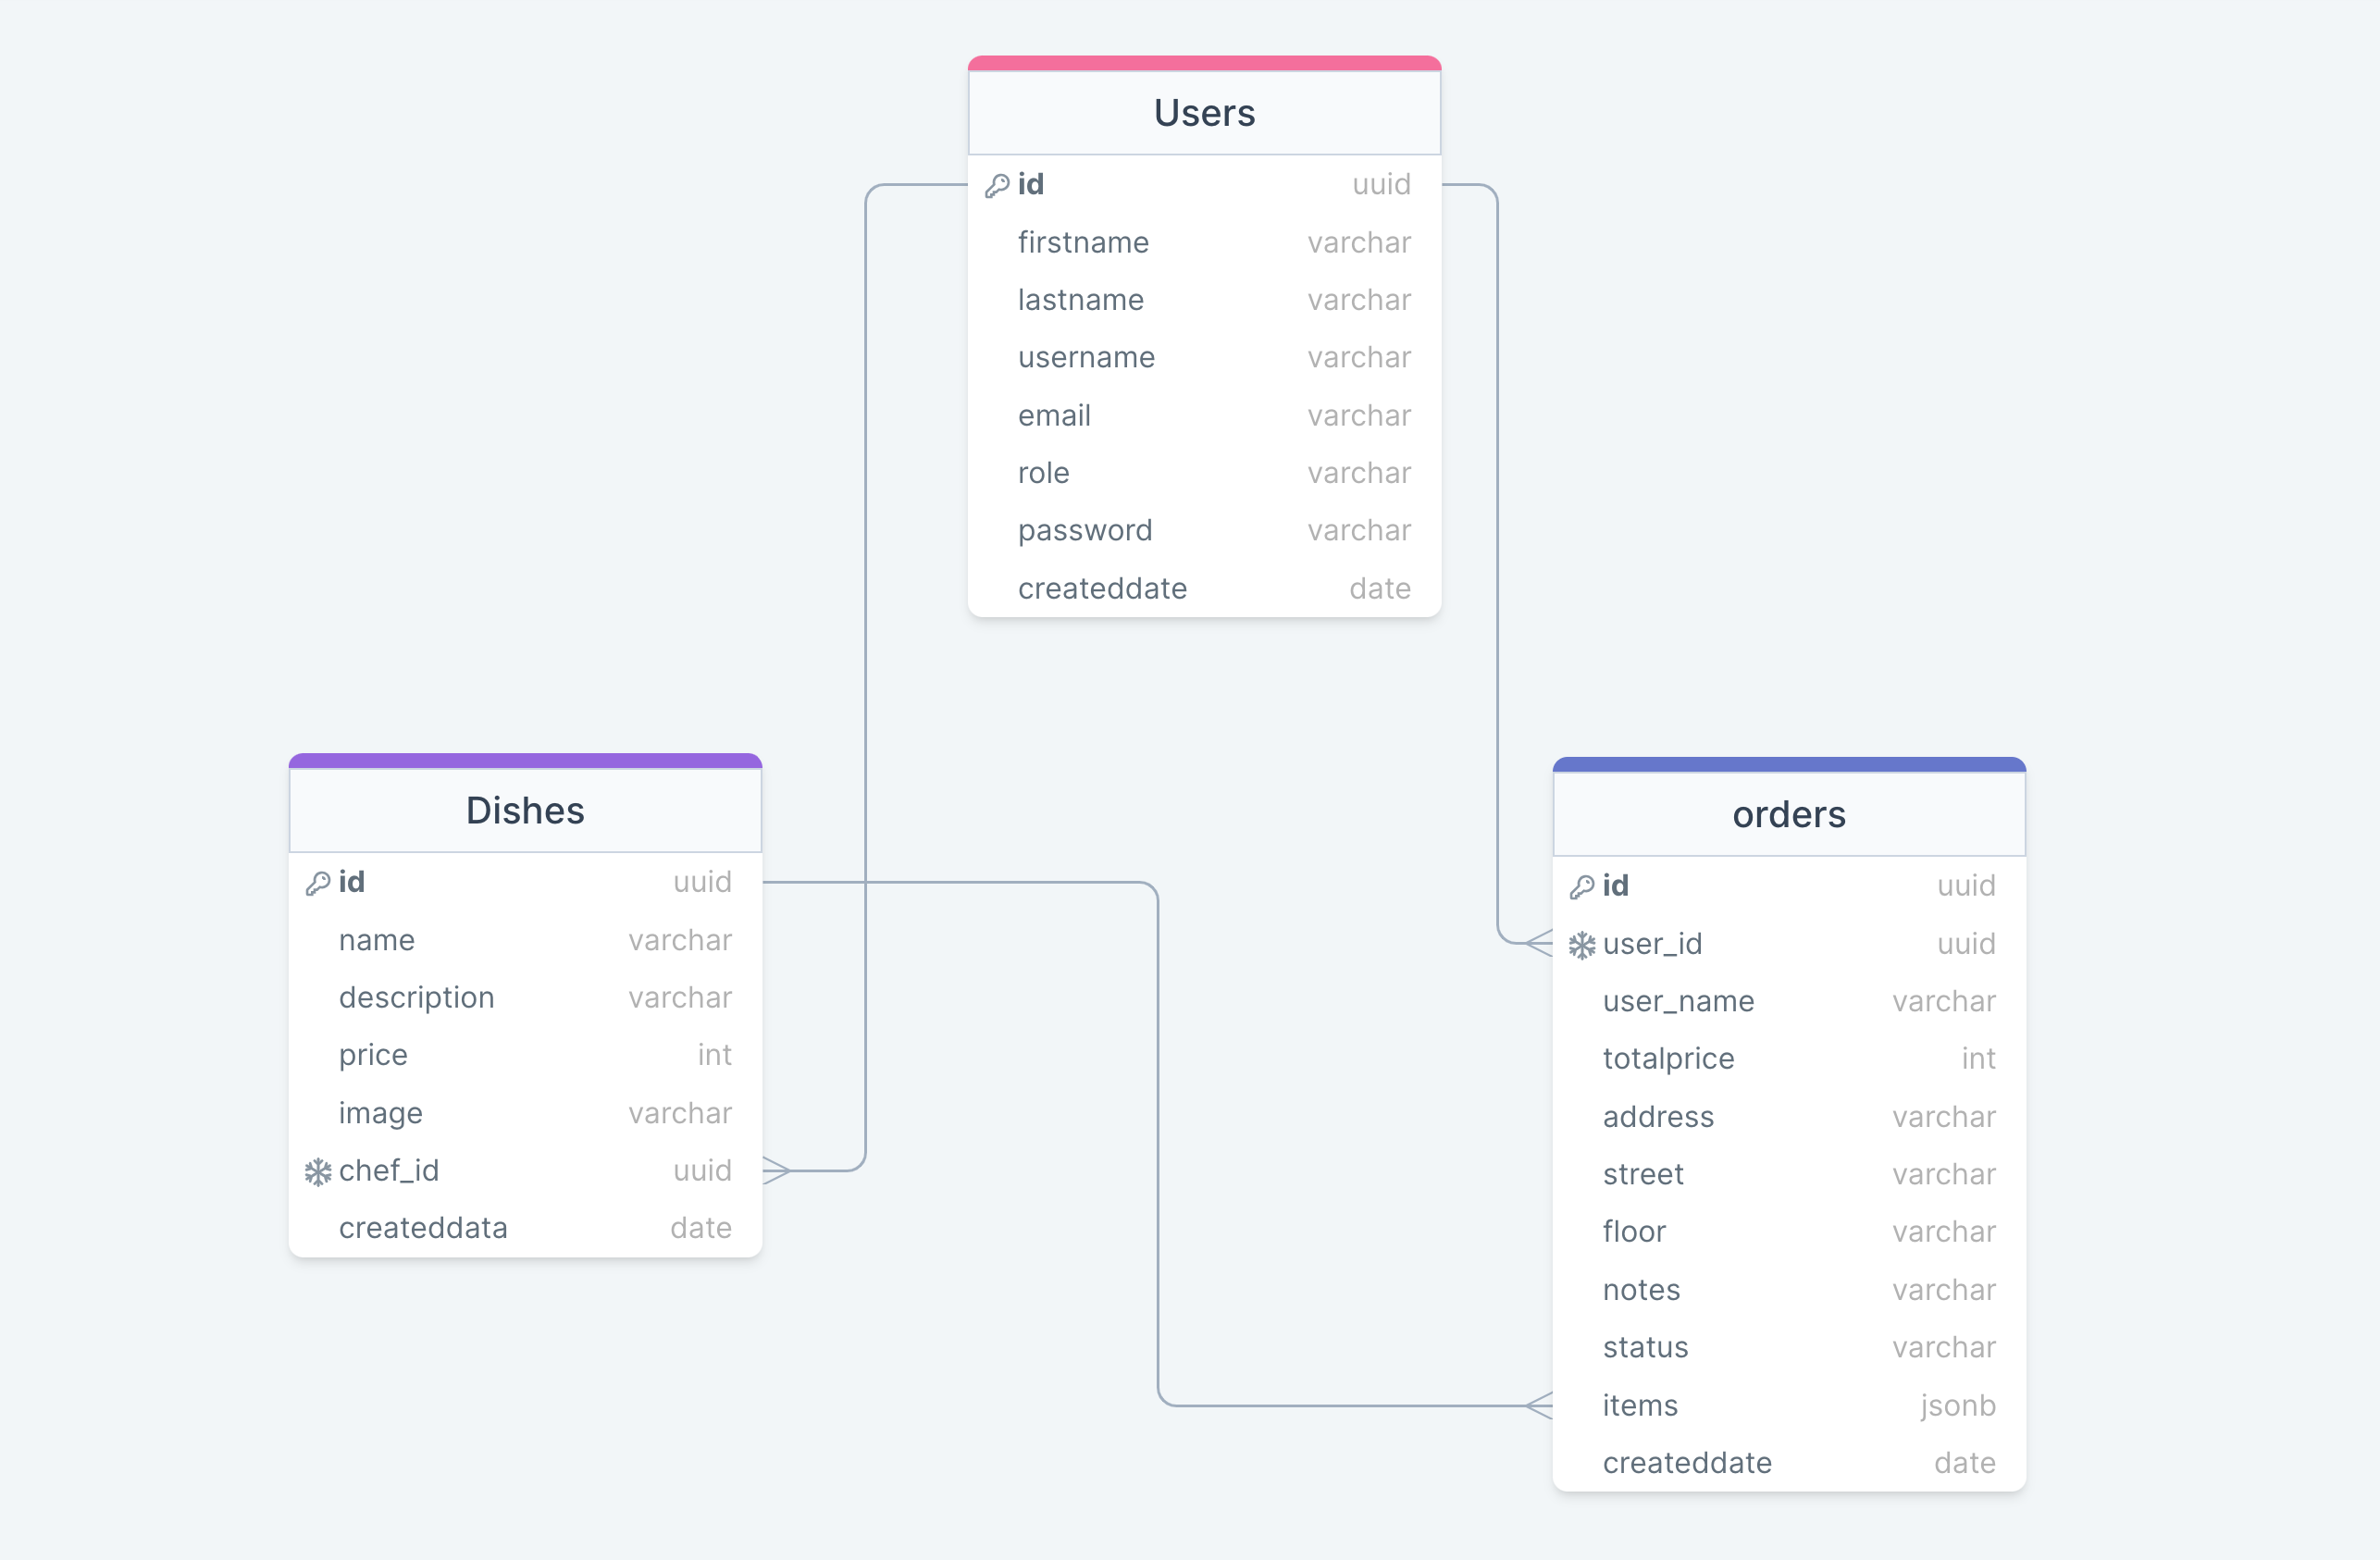 Users
id uuid
firstname varchar
lastname varchar
username varchar
email varchar
role varchar
password varchar
createddate date
Dishes
id uuid
name varchar
description varchar
price int
image varchar
chef_id uuid
createddata date
orders
id uuid
user_id uuid
user_name varchar
totalprice int
address varchar
street varchar
floor varchar
notes varchar
status varchar
items jsonb
createddate date